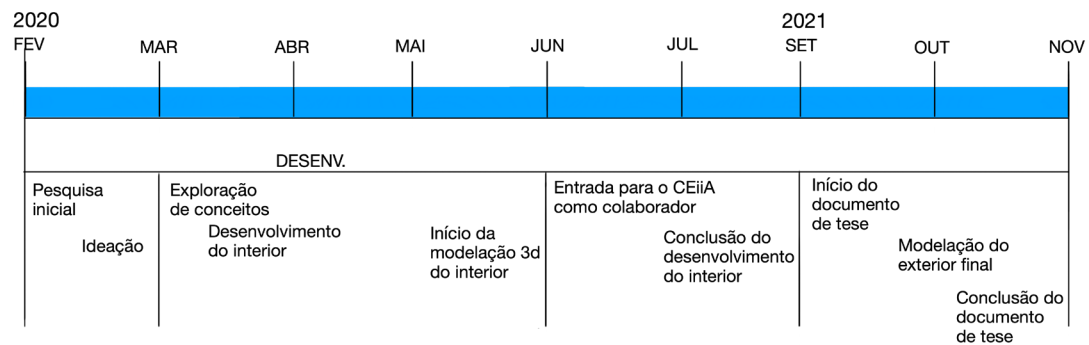 2020
2021
FEV
MAR
ABR
MAI
JUN
JUL
SET
OUT
NOV
DESENV.
Pesquisa
inicial
Ideação
Exploração
de conceitos
Desenvolvimento
do interior
Início da
modelação 3d
do interior
Entrada para o CEiiA
como colaborador
Conclusão do
desenvolvimento
do interior
Início do
documento
de tese
Modelação do
exterior final
Conclusão do
documento
de tese